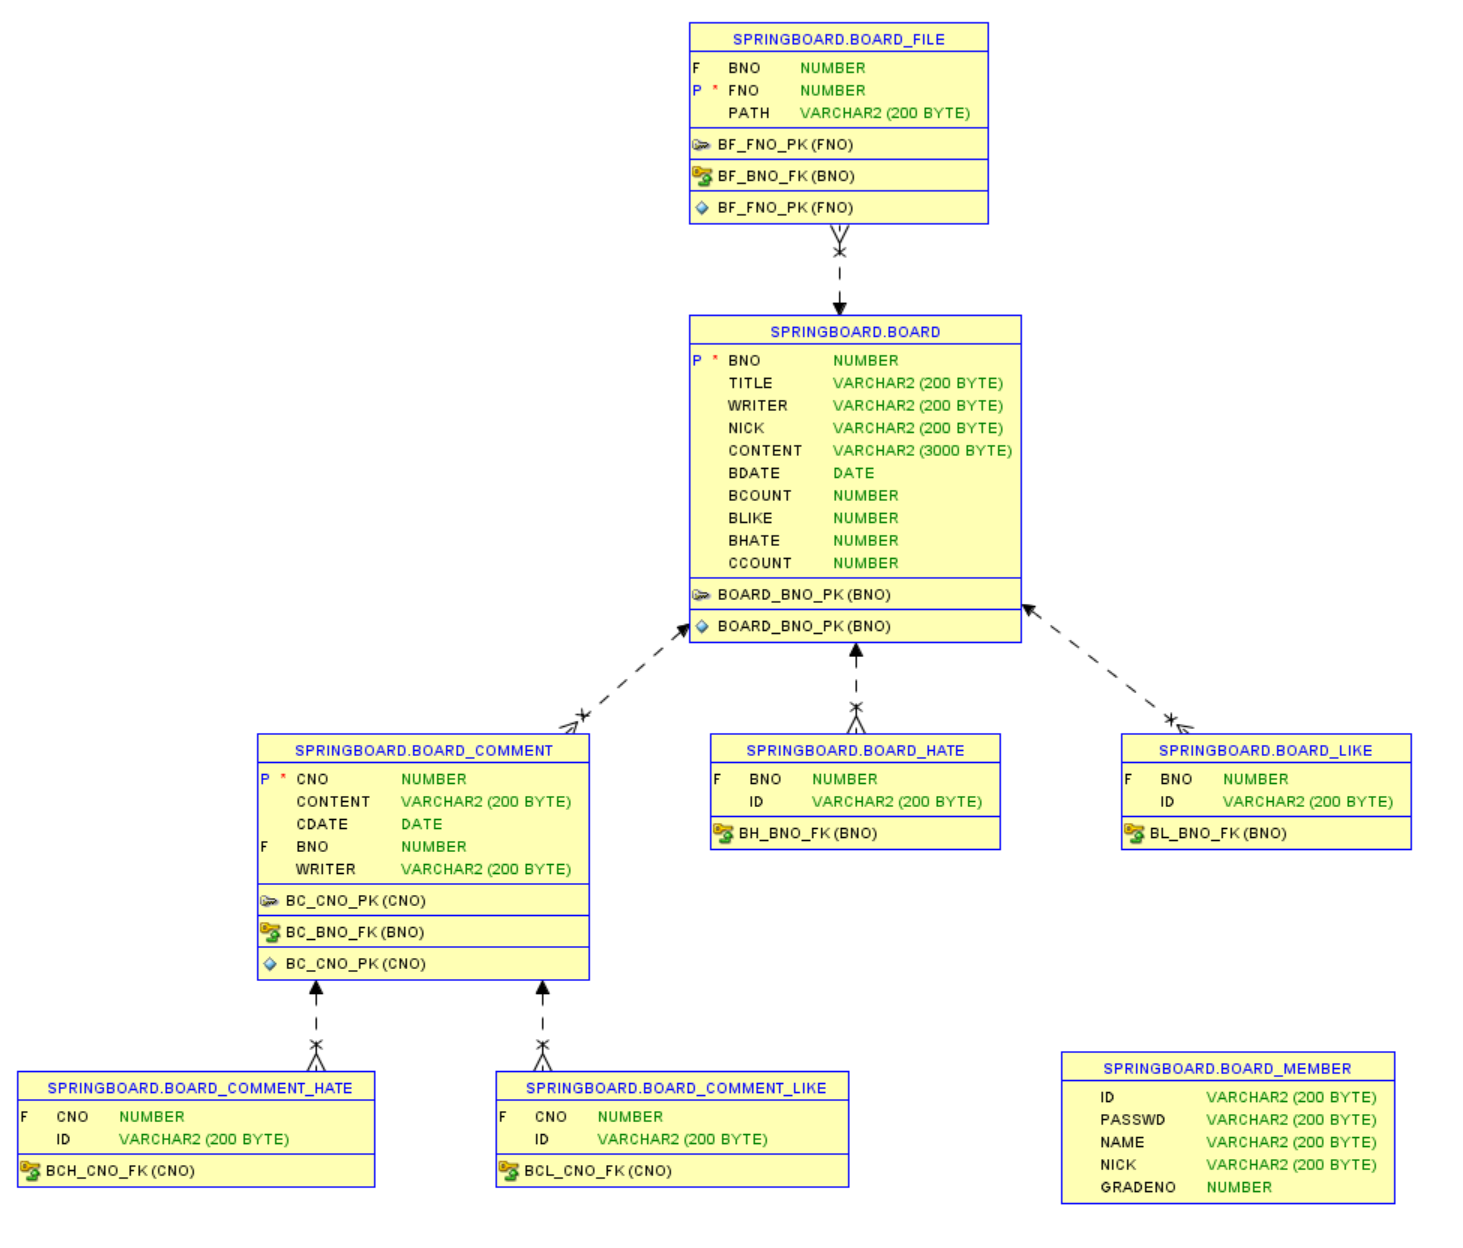 SPRINGBOARD.BOARD_FILE
F BNO NUMBER
P * FNO NUMBER
PATH VARCHAR2 (200 BYTE)
BF_FNO_PK (FNO)
BF_BNO_FK (BNO)
BF_FNO_PK (FNO)
SPRINGBOARD.BOARD
P * BNO NUMBER
TITLE VARCHAR2 (200 BYTE)
WRITER VARCHAR2 (200 BYTE)
NICK VARCHAR2 (200 BYTE)
CONTENT VARCHAR2 (3000 BYTE)
BDATE DATE
BCOUNT NUMBER
BLIKE NUMBER
BHATE NUMBER
CCOUNT NUMBER
BOARD_BNO_PK (BNO)
BOARD_BNO_PK (BNO)
SPRINGBOARD.BOARD_COMMENT
P * CNO NUMBER
CONTENT VARCHAR2 (200 BYTE)
CDATE DATE
F BNO NUMBER
WRITER VARCHAR2 (200 BYTE)
BC_CNO_PK (CNO)
BC_BNO_FK (BNO)
BC_CNO_PK (CNO)
SPRINGBOARD.BOARD_HATE
F BNO NUMBER
ID VARCHAR2 (200 BYTE)
BH_BNO_FK (BNO)
SPRINGBOARD.BOARD_LIKE
F BNO NUMBER
ID VARCHAR2 (200 BYTE)
BL_BNO_FK (BNO)
SPRINGBOARD.BOARD_COMMENT_HATE
F CNO NUMBER
ID VARCHAR2 (200 BYTE)
BCH_CNO_FK (CNO)
SPRINGBOARD.BOARD_COMMENT_LIKE
F CNO NUMBER
ID VARCHAR2 (200 BYTE)
BCL_CNO_FK (CNO)
SPRINGBOARD.BOARD_MEMBER
ID VARCHAR2 (200 BYTE)
PASSWD VARCHAR2 (200 BYTE)
NAME VARCHAR2 (200 BYTE)
NICK VARCHAR2 (200 BYTE)
GRADENO NUMBER